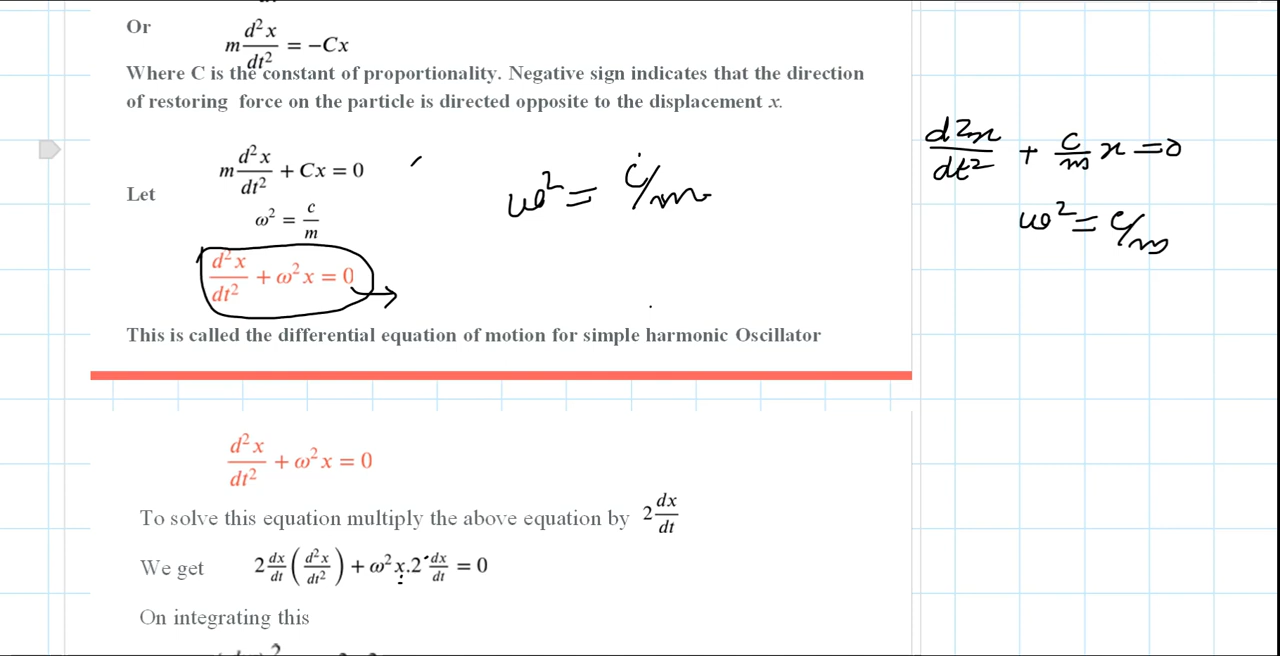 Or
m d²x/dt² = −Cx
Where C is the constant of proportionality. Negative sign indicates that the direction
of restoring force on the particle is directed opposite to the displacement x.
m d²x/dt² + Cx = 0
Let
ω² = c/m
d²x/dt² + ω²x = 0
This is called the differential equation of motion for simple harmonic Oscillator
ω² = C/m
d²x/dt² + C/m x = 0
ω² = C/m
d²x/dt² + ω²x = 0
To solve this equation multiply the above equation by 2 dx/dt
We get 2 dx/dt (d²x/dt²) + ω²x.2 dx/dt = 0
On integrating this